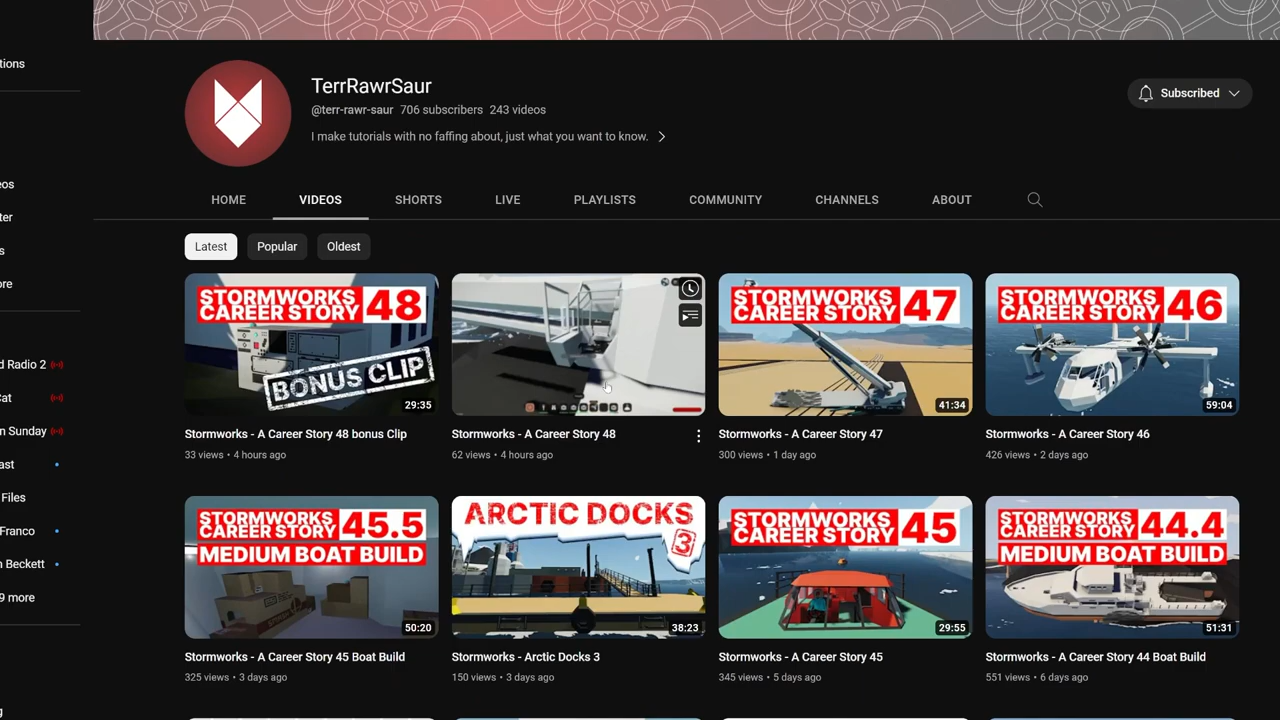 tions
TerrRawrSaur
@terr-rawr-saur 706 subscribers 243 videos
Subscribed
I make tutorials with no faffing about, just what you want to know.
eos
ter
s
ore
HOME VIDEOS SHORTS LIVE PLAYLISTS COMMUNITY CHANNELS ABOUT
Latest Popular Oldest
STORMWORKS
CAREER STORY 48
BONUS CLIP
29:35
STORMWORKS
CAREER STORY 47
41:34
STORMWORKS
CAREER STORY 46
59:04
d Radio 2
Cat
n Sunday
Stormworks - A Career Story 48 bonus Clip
33 views • 4 hours ago
Stormworks - A Career Story 48
62 views • 4 hours ago
Stormworks - A Career Story 47
300 views • 1 day ago
Stormworks - A Career Story 46
426 views • 2 days ago
ast
Files
Franco
n Beckett
9 more
STORMWORKS
CAREER STORY 45.5
MEDIUM BOAT BUILD
50:20
ARCTIC DOCKS
3
38:23
STORMWORKS
CAREER STORY 45
29:55
STORMWORKS
CAREER STORY 44.4
MEDIUM BOAT BUILD
51:31
Stormworks - A Career Story 45 Boat Build
325 views • 3 days ago
Stormworks - Arctic Docks 3
150 views • 3 days ago
Stormworks - A Career Story 45
345 views • 5 days ago
Stormworks - A Career Story 44 Boat Build
551 views • 6 days ago
g